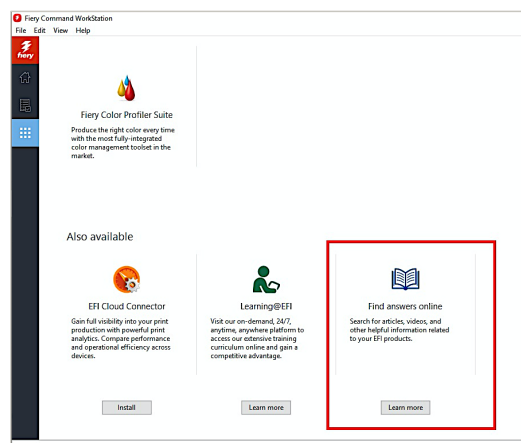 Fiery Command WorkStation
File Edit View Help
fiery
Fiery Color Profiler Suite
Produce the right color every time
with the most fully-integrated
color management toolset in the
market.
Also available
EFI Cloud Connector
Gain full visibility into your print
production with powerful print
analytics. Compare performance
and operational efficiency across
devices.
Install
Learning@EFI
Visit our on-demand, 24/7,
anytime, anywhere platform to
access our extensive training
curriculum online and gain a
competitive advantage.
Learn more
Find answers online
Search for articles, videos, and
other helpful information related
to your EFI products.
Learn more